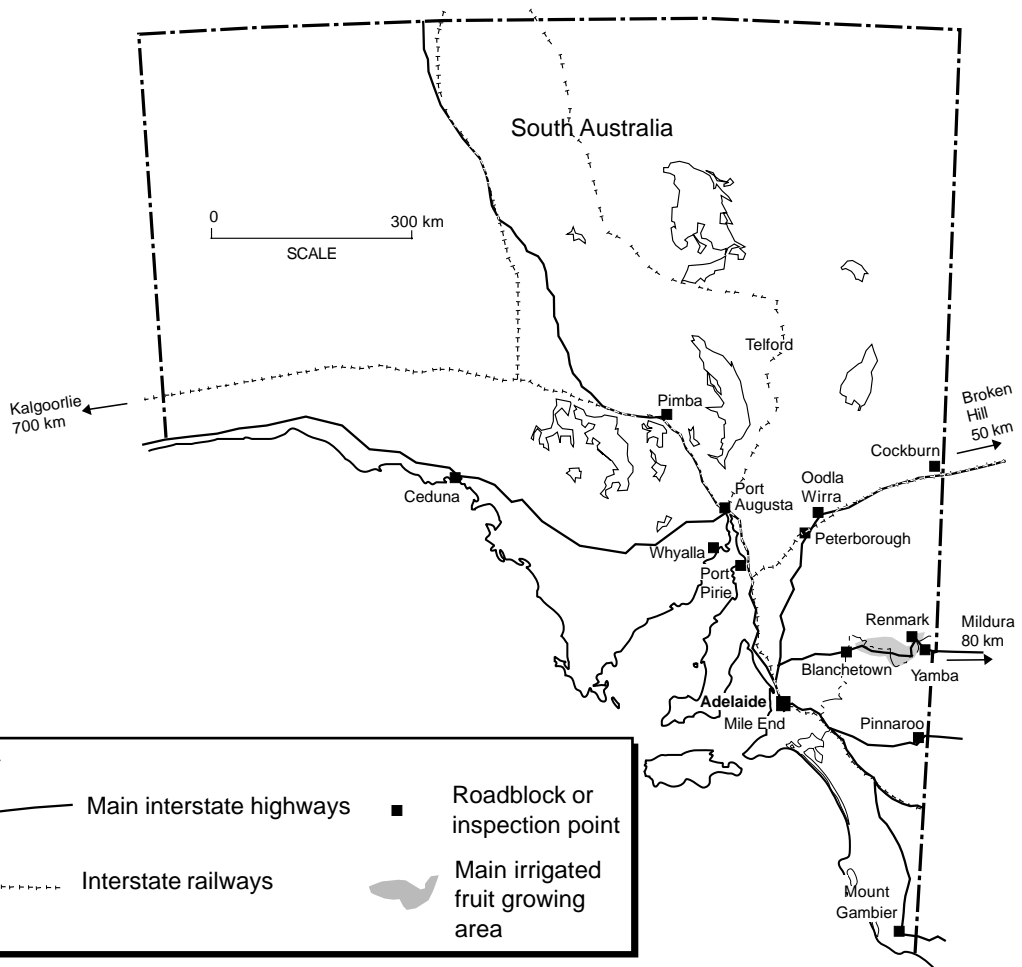 South Australia
0
300 km
SCALE
Telford
Kalgoorlie
700 km
Pimba
Broken
Hill
50 km
Cockburn
Ceduna
Port
Augusta
Oodla
Wirra
Whyalla
Peterborough
Port
Pirie
Renmark
Mildura
80 km
Blanchetown
Yamba
Adelaide
Mile End
Pinnaroo
Main interstate highways
Roadblock or
inspection point
Interstate railways
Main irrigated
fruit growing
area
Mount
Gambier